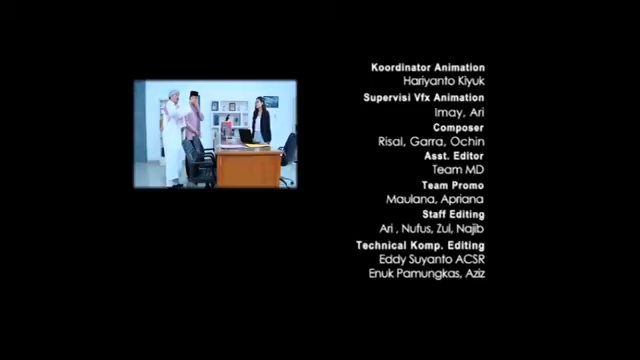 Koordinator Animation
Hariyanto Kiyuk
Supervisi Vfx Animation
Imay, Ari
Composer
Risal, Garra, Ochin
Asst. Editor
Team MD
Team Promo
Maulana, Apriana
Staff Editing
Ari , Nufus, Zul, Najib
Technical Komp. Editing
Eddy Suyanto ACSR
Enuk Pamungkas, Aziz